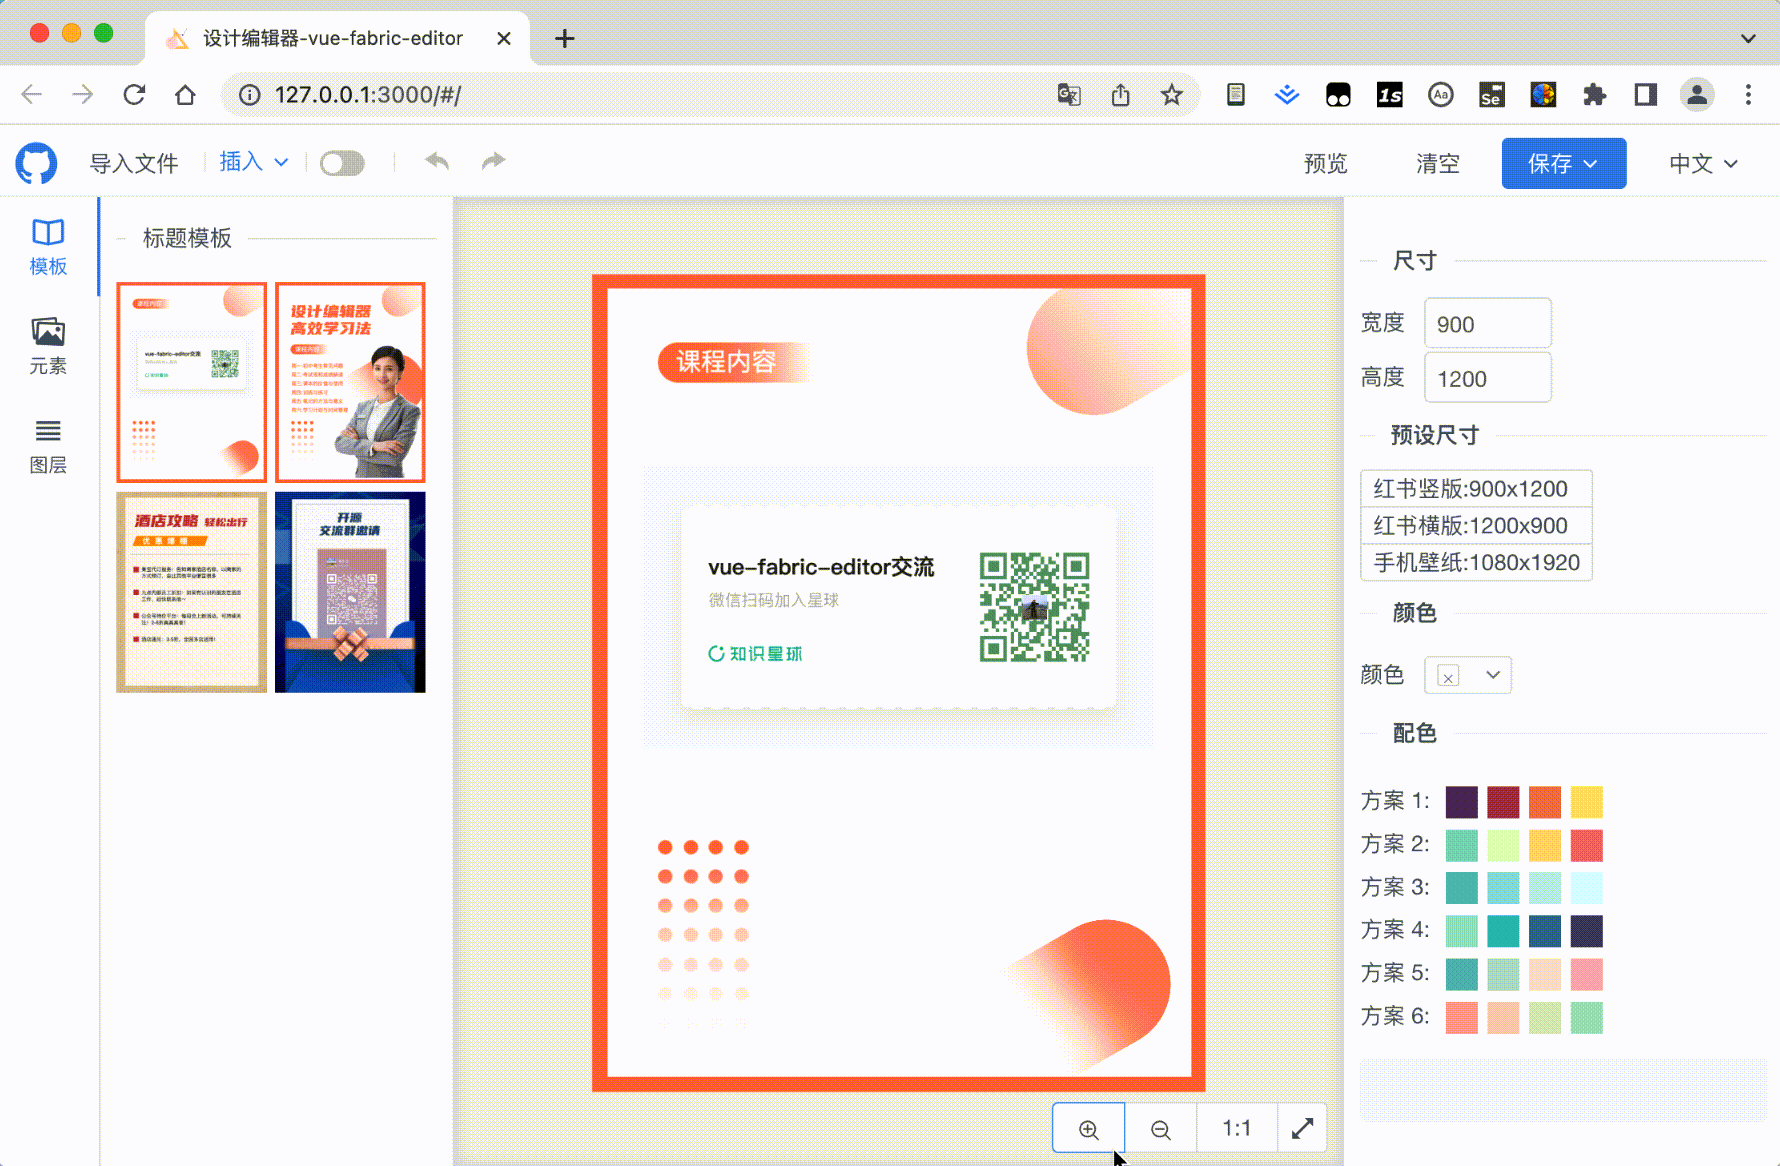 设计编辑器-vue-fabric-editor
127.0.0.1:3000/#/
导入文件
插入
预览
清空
保存
中文
模板
元素
图层
标题模板
课程内容
vue-fabric-editor交流
设计编辑器
高效学习法
课程内容
酒店攻略 轻松出行
开源
交流群邀请
课程内容
vue-fabric-editor交流
微信扫码加入星球
知识星球
1:1
尺寸
宽度 900
高度 1200
预设尺寸
红书竖版:900x1200
红书横版:1200x900
手机壁纸:1080x1920
颜色
颜色
配色
方案 1:
方案 2:
方案 3:
方案 4:
方案 5:
方案 6: